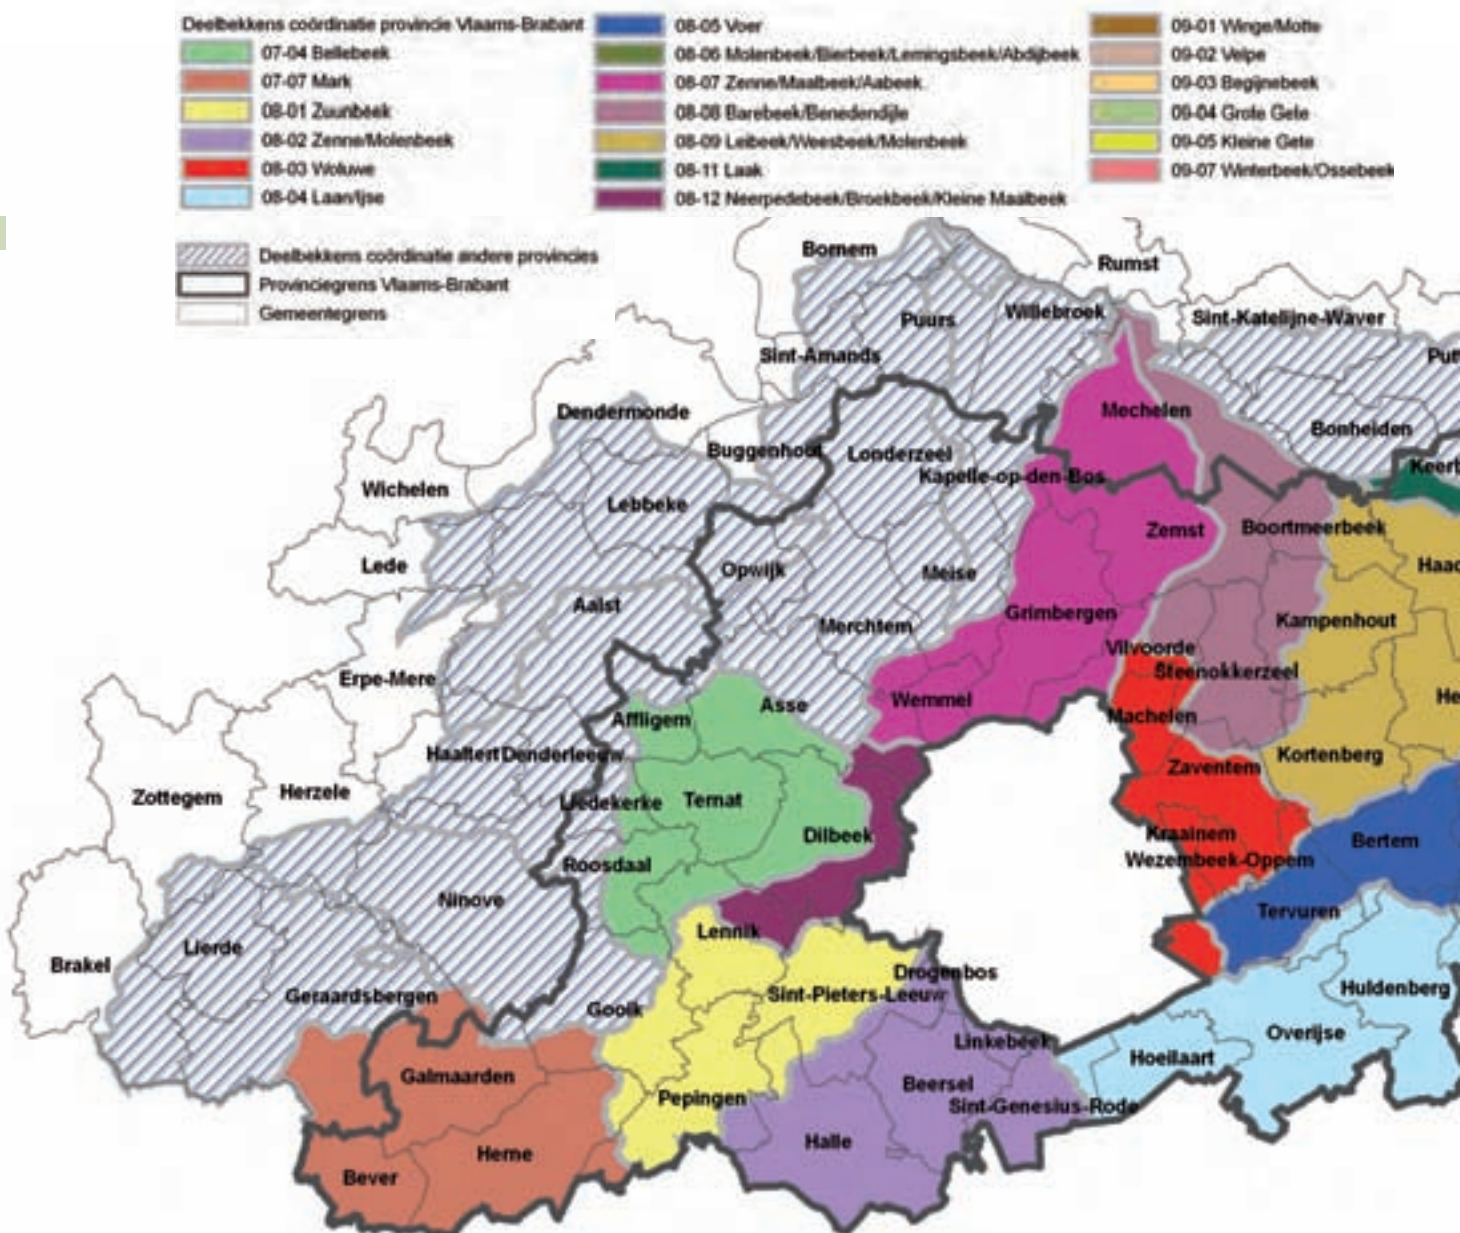 Deelbekkens coördinatie provincie Vlaams-Brabant
07-04 Bellebeek
07-07 Mark
08-01 Zuunbeek
08-02 Zenne/Molenbeek
08-03 Woluwe
08-04 Laan/Ijse
08-05 Voer
08-06 Molenbeek/Bierbeek/Lemingsbeek/Abdijbeek
08-07 Zenne/Maalbeek/Aabeek
08-08 Barebeek/Benedendijle
08-09 Leibeek/Weesbeek/Molenbeek
08-11 Laak
08-12 Neerpedebeek/Broekbeek/Kleine Maalbeek
09-01 Winge/Motte
09-02 Velpe
09-03 Begijnebeek
09-04 Grote Gete
09-05 Kleine Gete
09-07 Winterbeek/Ossebeek
Deelbekkens coördinatie andere provincies
Provinciegrens Vlaams-Brabant
Gemeentegrens
Bornem
Rumst
Puurs
Willebroek
Sint-Katelijne-Waver
Sint-Amands
Put
Dendermonde
Mechelen
Bonheiden
Buggenhout
Londerzeel
Kapelle-op-den-Bos
Keerb
Wichelen
Lebbeke
Zemst
Boortmeerbeek
Lede
Opwijk
Meise
Haac
Aalst
Merchtem
Grimbergen
Kampenhout
Vilvoorde
Erpe-Mere
Steenokkerzeel
He
Affligem
Asse
Wemmel
Machelen
Haaltert
Denderleeuw
Zaventem
Kortenberg
Zottegem
Herzele
Liedekerke
Ternat
Dilbeek
Kraainem
Bertem
Roosdaal
Wezembeek-Oppem
Ninove
Tervuren
Lennik
Lierde
Brakel
Drogenbos
Geraardsbergen
Gooik
Sint-Pieters-Leeuw
Huldenberg
Overijse
Linkebeek
Hoeilaart
Galmaarden
Pepingen
Beersel
Sint-Genesius-Rode
Halle
Herne
Bever